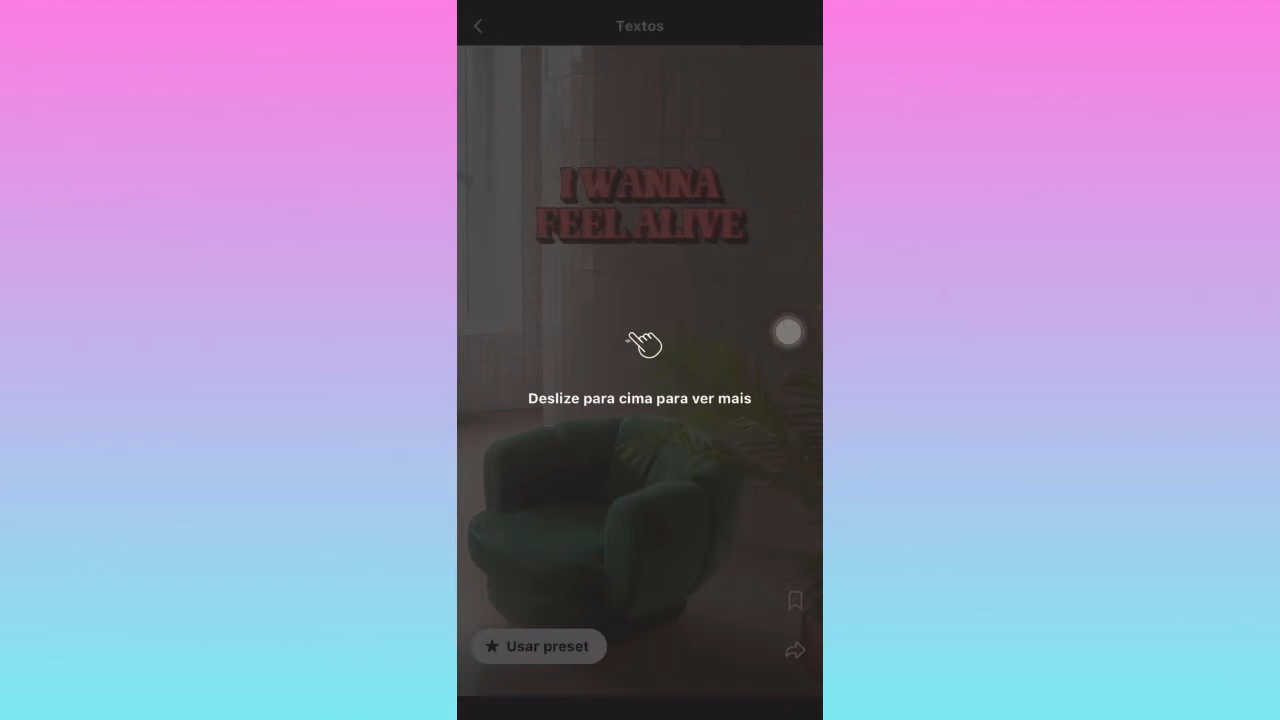 Textos
I WANNA
FEEL ALIVE
Deslize para cima para ver mais
Usar preset